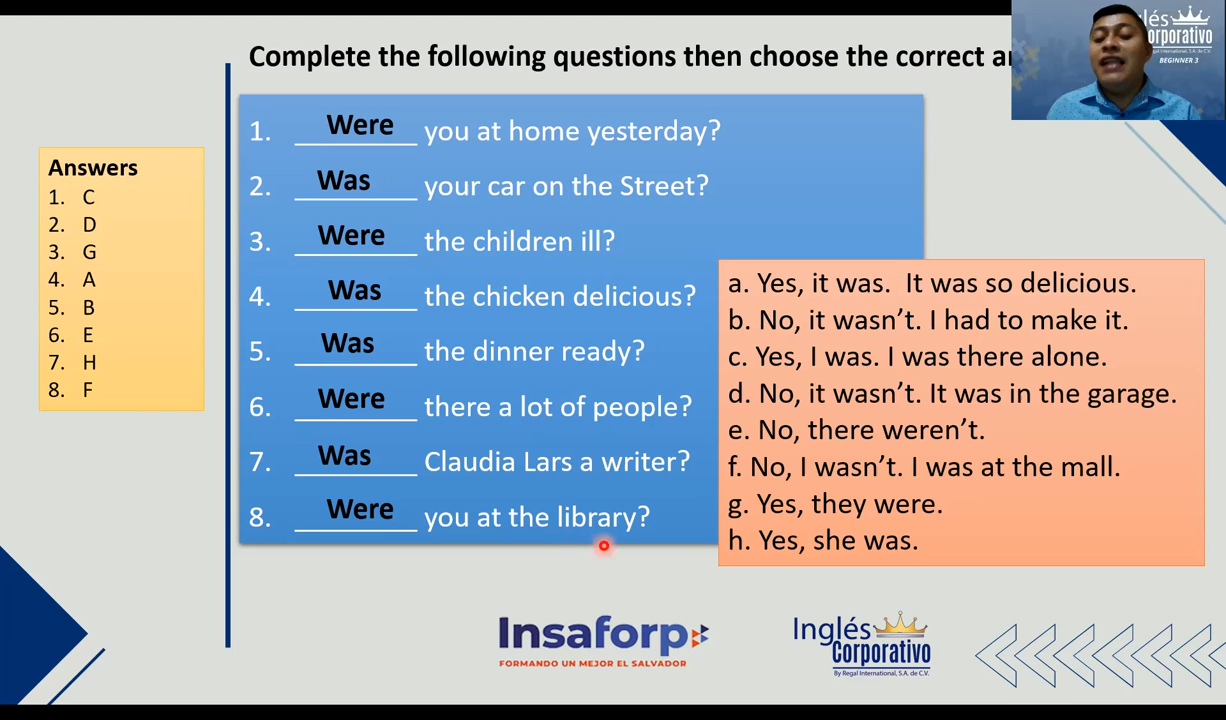 Complete the following questions then choose the correct
lés
orporativo
By Regal International, S.A. de C.V.
BEGINNER 3
Answers
1. C
2. D
3. G
4. A
5. B
6. E
7. H
8. F
1. Were you at home yesterday?
2. Was your car on the Street?
3. Were the children ill?
4. Was the chicken delicious?
5. Was the dinner ready?
6. Were there a lot of people?
7. Was Claudia Lars a writer?
8. Were you at the library?
a. Yes, it was. It was so delicious.
b. No, it wasn’t. I had to make it.
c. Yes, I was. I was there alone.
d. No, it wasn’t. It was in the garage.
e. No, there weren’t.
f. No, I wasn’t. I was at the mall.
g. Yes, they were.
h. Yes, she was.
Insaforp
FORMANDO UN MEJOR EL SALVADOR
Inglés
Corporativo
By Regal International, S.A. de C.V.